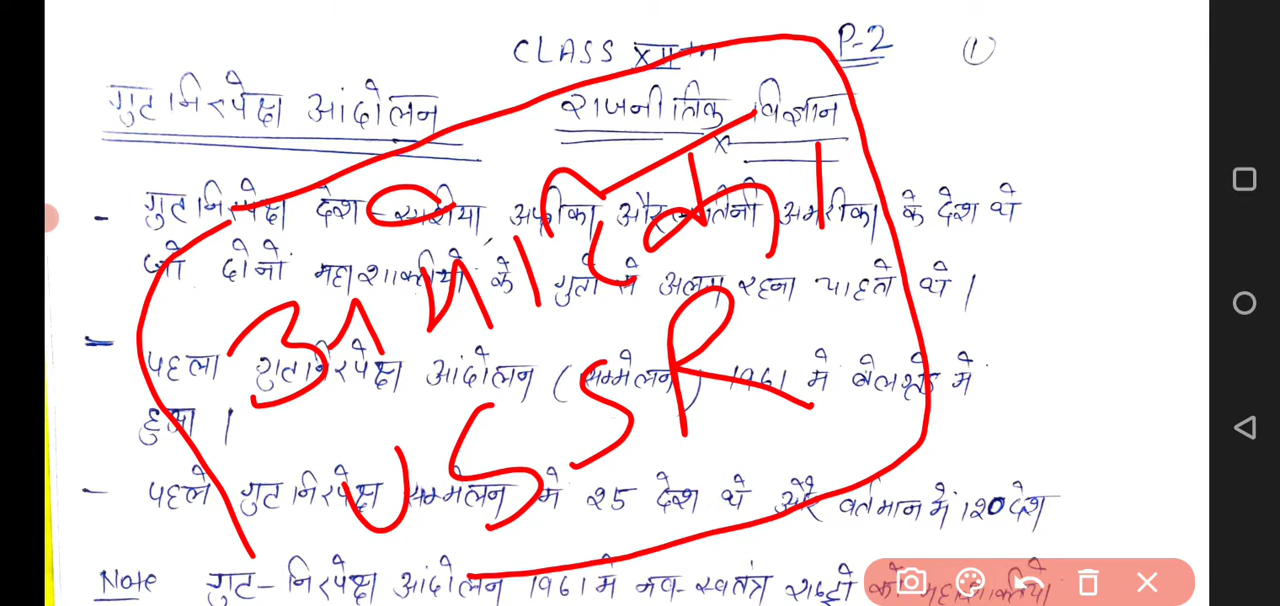 CLASS XII P-2 ①
गुट निरपेक्ष आंदोलन राजनीतिक विज्ञान
- गुट निरपेक्ष देश - एशिया, अफ्रीका और अमरीका के देश थे
जो दोनों महाशक्तियों के गुतो से अलग रहना चाहते थे |
पहला गुटनिरपेक्ष आंदोलन (सम्मेलन) 1961 मे बेलग्रेड मे
हुआ |
- पहले गुट निरपेक्ष सम्मेलन में 25 देश थे और वर्तमान में 120 देश
Note गुट-निरपेक्ष आंदोलन 1961 मे नव-स्वतंत्र
अमेरिका
USSR